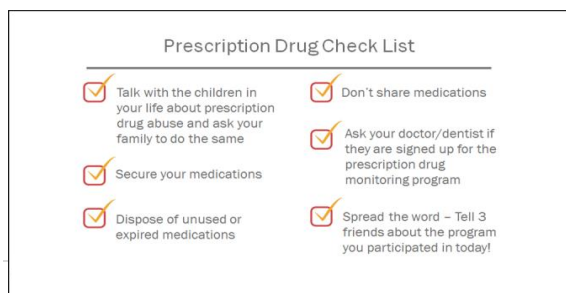 Prescription Drug Check List
Talk with the children in
your life about prescription
drug abuse and ask your
family to do the same
Secure your medications
Dispose of unused or
expired medications
Don't share medications
Ask your doctor/dentist if
they are signed up for the
prescription drug
monitoring program
Spread the word – Tell 3
friends about the program
you participated in today!